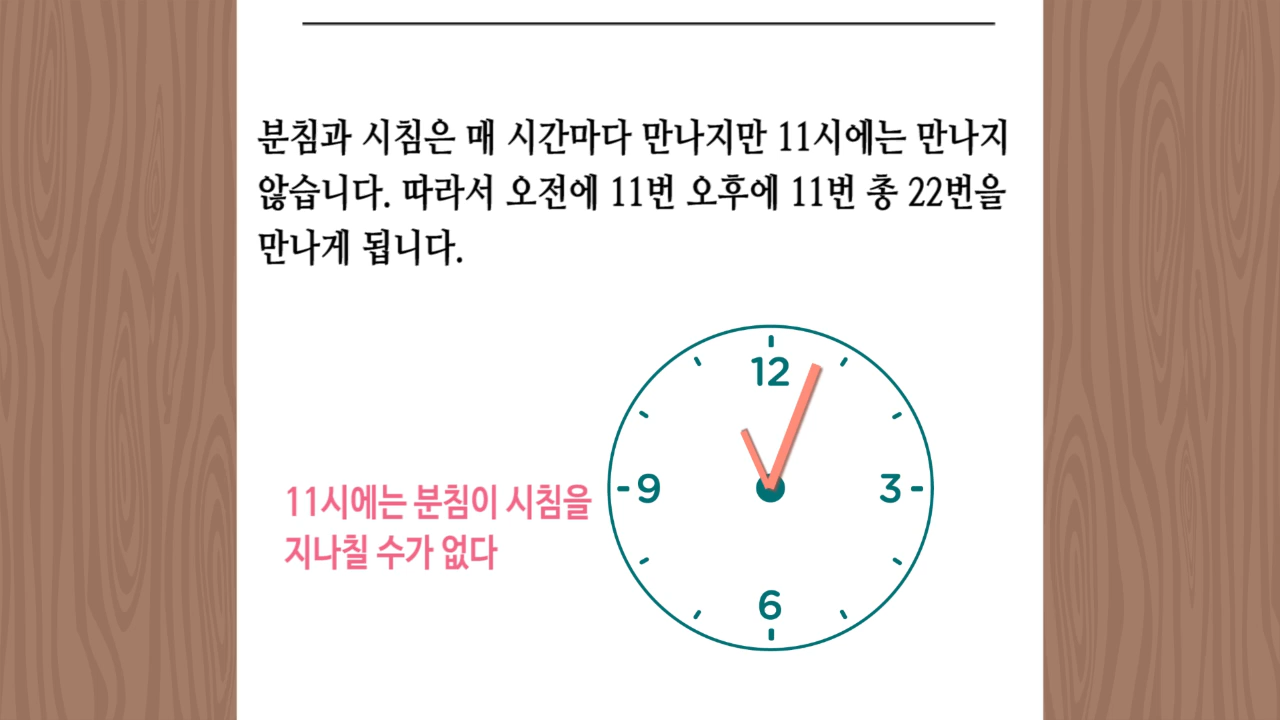 분침과 시침은 매 시간마다 만나지만 11시에는 만나지
않습니다. 따라서 오전에 11번 오후에 11번 총 22번을
만나게 됩니다.
12
9
3
11시에는 분침이 시침을
지나칠 수가 없다
6